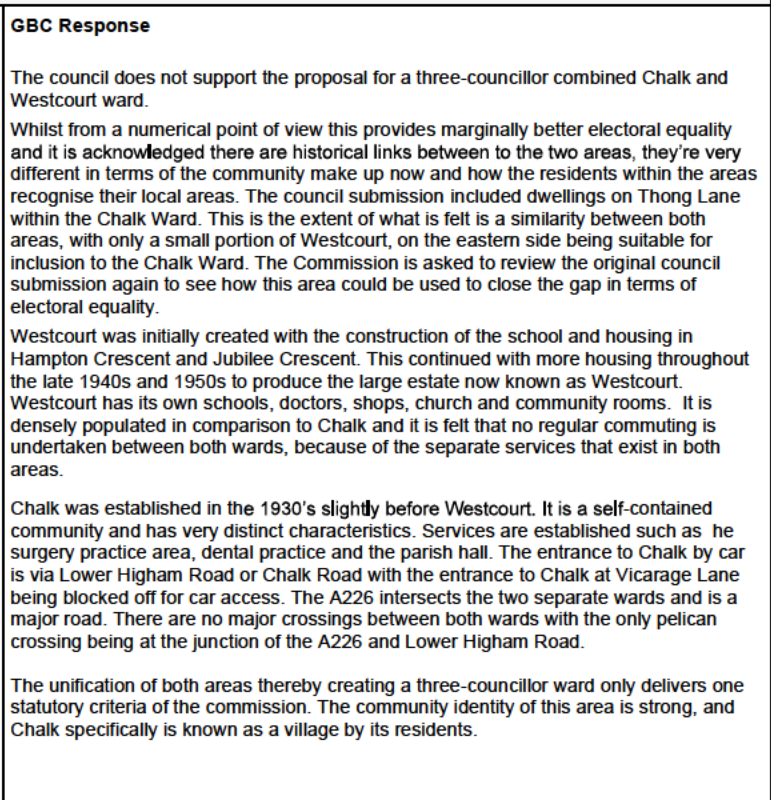 GBC Response
The council does not support the proposal for a three-councillor combined Chalk and
Westcourt ward.
Whilst from a numerical point of view this provides marginally better electoral equality
and it is acknowledged there are historical links between to the two areas, they're very
different in terms of the community make up now and how the residents within the areas
recognise their local areas. The council submission included dwellings on Thong Lane
within the Chalk Ward. This is the extent of what is felt is a similarity between both
areas, with only a small portion of Westcourt, on the eastern side being suitable for
inclusion to the Chalk Ward. The Commission is asked to review the original council
submission again to see how this area could be used to close the gap in terms of
electoral equality.
Westcourt was initially created with the construction of the school and housing in
Hampton Crescent and Jubilee Crescent. This continued with more housing throughout
the late 1940s and 1950s to produce the large estate now known as Westcourt.
Westcourt has its own schools, doctors, shops, church and community rooms.  It is
densely populated in comparison to Chalk and it is felt that no regular commuting is
undertaken between both wards, because of the separate services that exist in both
areas.
Chalk was established in the 1930's slightly before Westcourt. It is a self-contained
community and has very distinct characteristics. Services are established such as  he
surgery practice area, dental practice and the parish hall. The entrance to Chalk by car
is via Lower Higham Road or Chalk Road with the entrance to Chalk at Vicarage Lane
being blocked off for car access. The A226 intersects the two separate wards and is a
major road. There are no major crossings between both wards with the only pelican
crossing being at the junction of the A226 and Lower Higham Road.
The unification of both areas thereby creating a three-councillor ward only delivers one
statutory criteria of the commission. The community identity of this area is strong, and
Chalk specifically is known as a village by its residents.